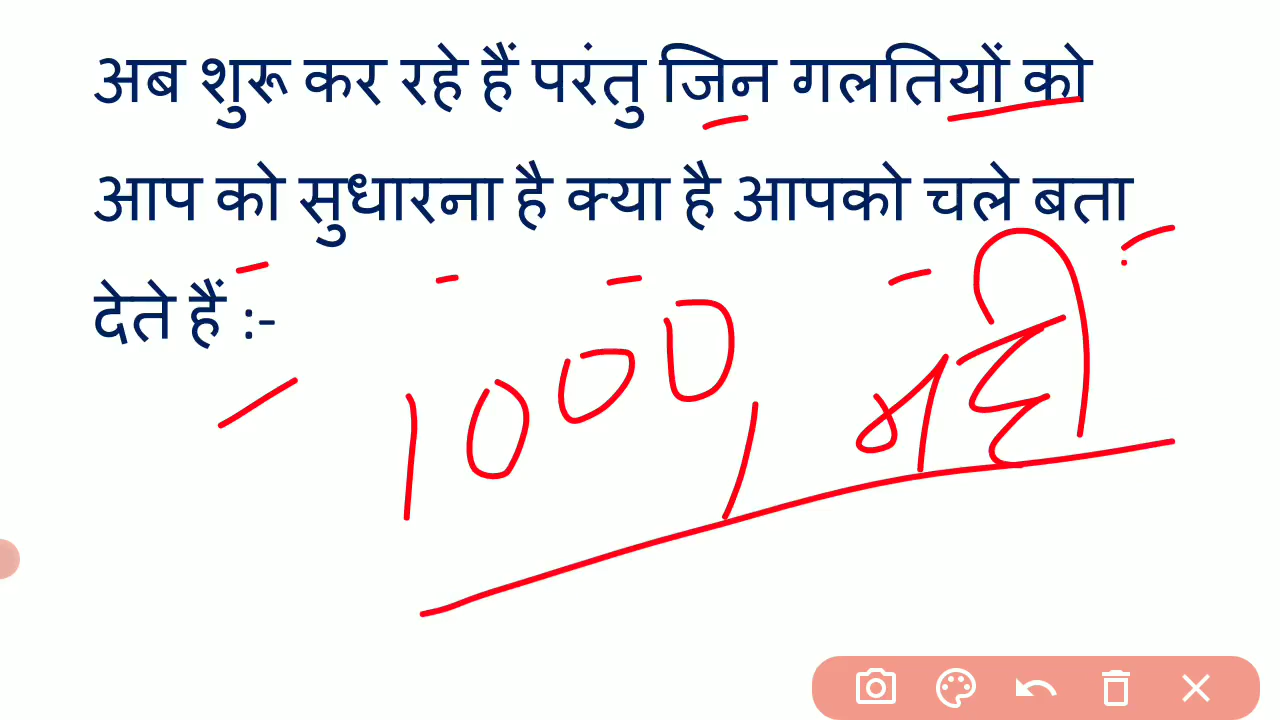 अब शुरू कर रहे हैं परंतु जिन गलतियों को
आप को सुधारना है क्या है आपको चले बता
देते हैं :-
1000, नही